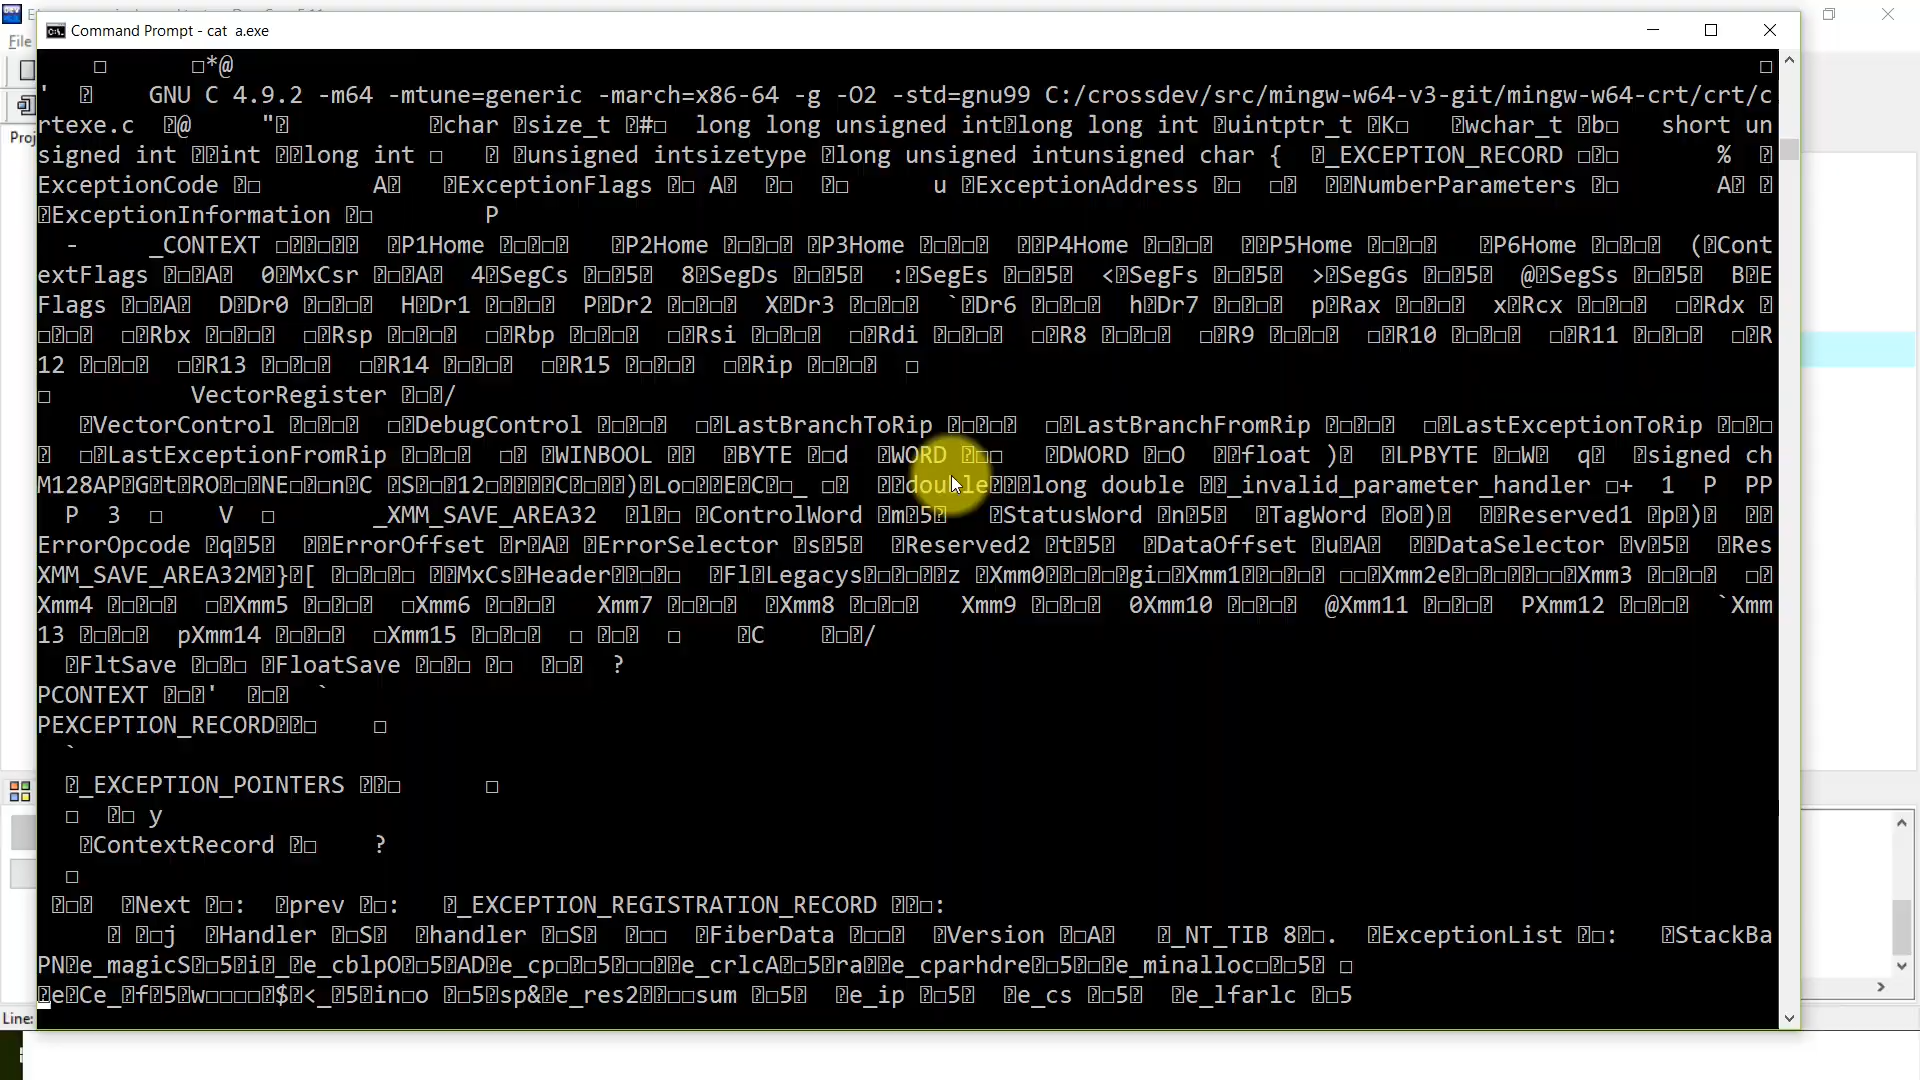 Command Prompt - cat  a.exe
File
Proj
□ □*@ □
' ⍰ GNU C 4.9.2 -m64 -mtune=generic -march=x86-64 -g -O2 -std=gnu99 C:/crossdev/src/mingw-w64-v3-git/mingw-w64-crt/crt/c
rtexe.c ⍰@ "⍰ ⍰char ⍰size_t ⍰#□ long long unsigned int⍰long long int ⍰uintptr_t ⍰K□ ⍰wchar_t ⍰b□ short un
signed int ⍰⍰int ⍰⍰long int □ ⍰ ⍰unsigned intsizetype ⍰long unsigned intunsigned char { ⍰_EXCEPTION_RECORD □⍰□ % ⍰
ExceptionCode ⍰□ A⍰ ⍰ExceptionFlags ⍰□ A⍰ ⍰□ ⍰□ u ⍰ExceptionAddress ⍰□ □⍰ ⍰⍰NumberParameters ⍰□ A⍰ ⍰
⍰ExceptionInformation ⍰□ P
- _CONTEXT □⍰⍰□⍰⍰ ⍰P1Home ⍰□⍰□⍰ ⍰P2Home ⍰□⍰□⍰ ⍰P3Home ⍰□⍰□⍰ ⍰⍰P4Home ⍰□⍰□⍰ ⍰⍰P5Home ⍰□⍰□⍰ ⍰P6Home ⍰□⍰□⍰ (⍰Cont
extFlags ⍰□⍰A⍰ 0⍰MxCsr ⍰□⍰A⍰ 4⍰SegCs ⍰□⍰5⍰ 8⍰SegDs ⍰□⍰5⍰ :⍰SegEs ⍰□⍰5⍰ <⍰SegFs ⍰□⍰5⍰ >⍰SegGs ⍰□⍰5⍰ @⍰SegSs ⍰□⍰5⍰ B⍰E
Flags ⍰□⍰A⍰ D⍰Dr0 ⍰□⍰□⍰ H⍰Dr1 ⍰□⍰□⍰ P⍰Dr2 ⍰□⍰□⍰ X⍰Dr3 ⍰□⍰□⍰ `⍰Dr6 ⍰□⍰□⍰ h⍰Dr7 ⍰□⍰□⍰ p⍰Rax ⍰□⍰□⍰ x⍰Rcx ⍰□⍰□⍰ □⍰Rdx ⍰
□⍰□⍰ □⍰Rbx ⍰□⍰□⍰ □⍰Rsp ⍰□⍰□⍰ □⍰Rbp ⍰□⍰□⍰ □⍰Rsi ⍰□⍰□⍰ □⍰Rdi ⍰□⍰□⍰ □⍰R8 ⍰□⍰□⍰ □⍰R9 ⍰□⍰□⍰ □⍰R10 ⍰□⍰□⍰ □⍰R11 ⍰□⍰□⍰ □⍰R
12 ⍰□⍰□⍰ □⍰R13 ⍰□⍰□⍰ □⍰R14 ⍰□⍰□⍰ □⍰R15 ⍰□⍰□⍰ □⍰Rip ⍰□⍰□⍰ □
□ VectorRegister ⍰□⍰/
⍰VectorControl ⍰□⍰□⍰ □⍰DebugControl ⍰□⍰□⍰ □⍰LastBranchToRip ⍰□⍰□⍰ □⍰LastBranchFromRip ⍰□⍰□⍰ □⍰LastExceptionToRip ⍰□⍰□
⍰ □⍰LastExceptionFromRip ⍰□⍰□⍰ □⍰ ⍰WINBOOL ⍰⍰ ⍰BYTE ⍰□d ⍰WORD ⍰□□ ⍰DWORD ⍰□O ⍰⍰float )⍰ ⍰LPBYTE ⍰□W⍰ q⍰ ⍰signed ch
M128AP⍰G⍰t⍰RO⍰□NE⍰□n⍰C ⍰S⍰□12□⍰⍰⍰C⍰□⍰)⍰Lo□⍰⍰E⍰C⍰□_ □⍰ ⍰⍰double⍰⍰⍰long double ⍰⍰_invalid_parameter_handler □+ 1 P PP
P 3 □ V □ _XMM_SAVE_AREA32 ⍰l⍰□ ⍰ControlWord ⍰m⍰5⍰ ⍰StatusWord ⍰n⍰5⍰ ⍰TagWord ⍰o⍰)⍰ ⍰⍰Reserved1 ⍰p⍰)⍰ ⍰⍰
ErrorOpcode ⍰q⍰5⍰ ⍰⍰ErrorOffset ⍰r⍰A⍰ ⍰ErrorSelector ⍰s⍰5⍰ ⍰Reserved2 ⍰t⍰5⍰ ⍰DataOffset ⍰u⍰A⍰ ⍰⍰DataSelector ⍰v⍰5⍰ ⍰Res
XMM_SAVE_AREA32M⍰}⍰[ ⍰□⍰□⍰□ ⍰⍰MxCs⍰Header⍰⍰□⍰□ ⍰Fl⍰Legacys⍰□⍰□⍰z ⍰Xmm0⍰⍰□⍰⍰gi□⍰Xmm1⍰⍰□⍰⍰ □□⍰Xmm2e⍰□⍰□⍰□□⍰Xmm3 ⍰□⍰□⍰ □⍰
Xmm4 ⍰□⍰□⍰ □⍰Xmm5 ⍰□⍰□⍰ □Xmm6 ⍰□⍰□⍰ Xmm7 ⍰□⍰□⍰ ⍰Xmm8 ⍰□⍰□⍰ Xmm9 ⍰□⍰□⍰ 0Xmm10 ⍰□⍰□⍰ @Xmm11 ⍰□⍰□⍰ PXmm12 ⍰□⍰□⍰ `Xmm
13 ⍰□⍰□⍰ pXmm14 ⍰□⍰□⍰ □Xmm15 ⍰□⍰□⍰ □ ⍰□⍰ □ ⍰C ⍰□⍰/
⍰FltSave ⍰□⍰□ ⍰FloatSave ⍰□⍰□ ⍰□ ⍰□⍰ ?
PCONTEXT ⍰□⍰' ⍰□⍰ `
PEXCEPTION_RECORD⍰⍰□ □
`
⍰_EXCEPTION_POINTERS ⍰⍰□ □
□ ⍰□ y
⍰ContextRecord ⍰□ ?
□
⍰□⍰ ⍰Next ⍰□: ⍰prev ⍰□: ⍰_EXCEPTION_REGISTRATION_RECORD ⍰⍰□:
⍰ ⍰□j ⍰Handler ⍰□S⍰ ⍰handler ⍰□S⍰ ⍰□□ ⍰FiberData ⍰□□⍰ ⍰Version ⍰□A⍰ ⍰_NT_TIB 8⍰□. ⍰ExceptionList ⍰□: ⍰StackBa
PN⍰e_magicS⍰□5⍰i⍰_⍰e_cblpO⍰□5⍰AD⍰e_cp□⍰□5⍰□□⍰⍰e_crlcA⍰□5⍰ra⍰⍰e_cparhdre⍰□5⍰□⍰e_minalloc□⍰□5⍰ □
⍰e⍰Ce_⍰f⍰5⍰w□□□□⍰$⍰<_⍰5⍰in□o ⍰□5⍰sp&⍰e_res2⍰⍰□□sum ⍰□5⍰ ⍰e_ip ⍰□5⍰ ⍰e_cs ⍰□5⍰ ⍰e_lfarlc ⍰□5
Line: